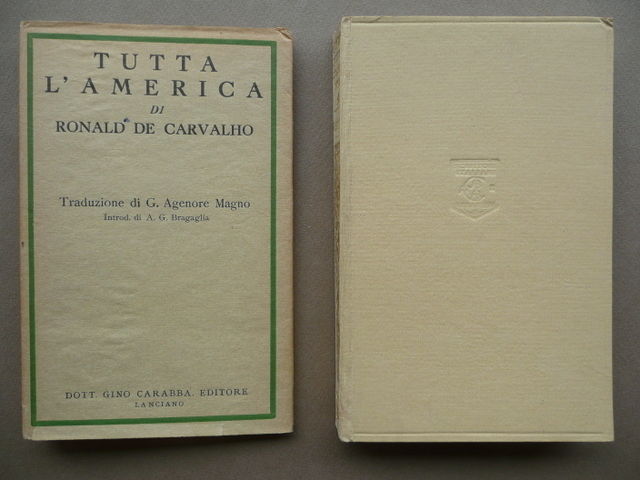 TUTTA
L'AMERICA
DI
RONALD DE CARVALHO
Traduzione di G. Agenore Magno
Introd. di A. G. Bragaglia
DOTT. GINO CARABBA, EDITORE
LANCIANO